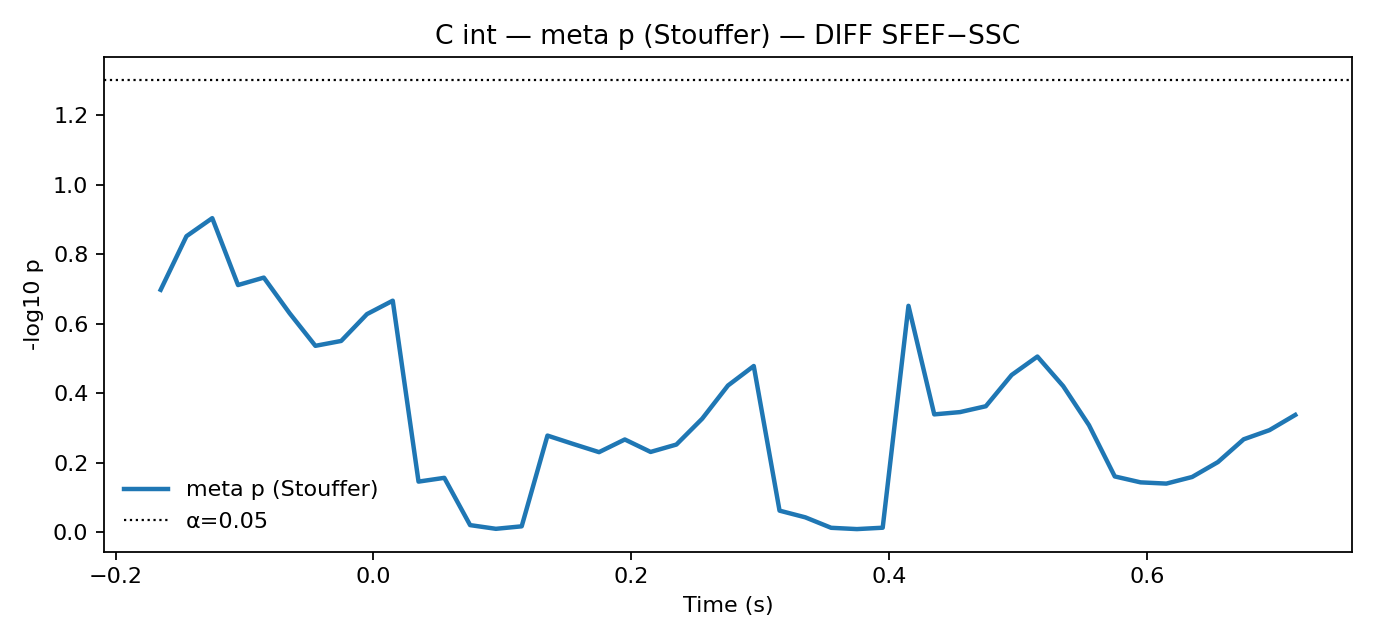 C int — meta p (Stouffer) — DIFF SFEF−SSC
-log10 p
1.2
1.0
0.8
0.6
0.4
0.2
0.0
meta p (Stouffer)
α=0.05
−0.2 0.0 0.2 0.4 0.6
Time (s)